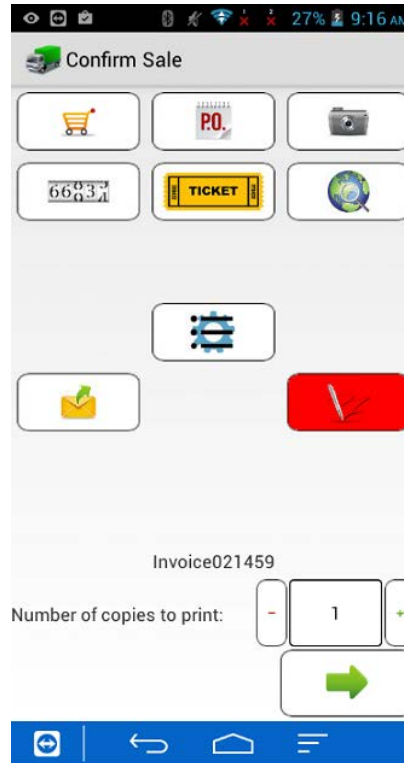 27% 9:16 AM
Confirm Sale
P.O.
TICKET
Invoice021459
Number of copies to print:
- 1 +